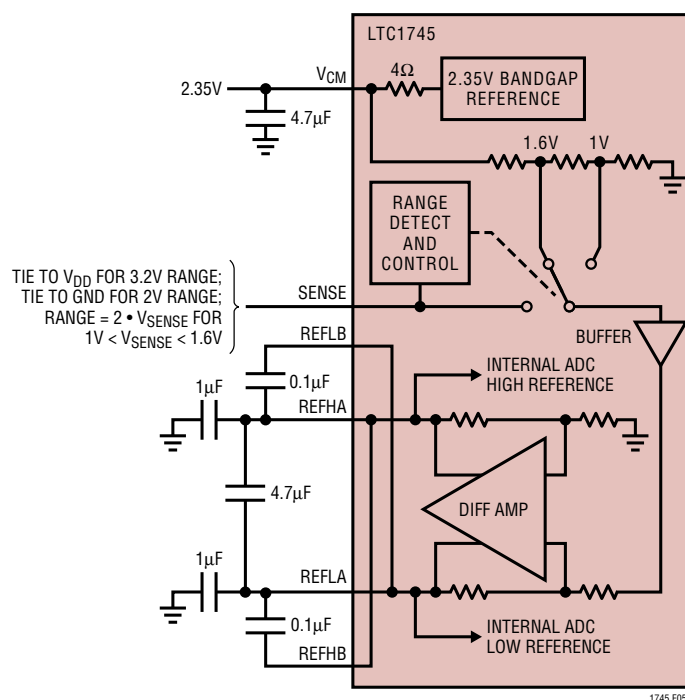 LTC1745
2.35V
VCM
4Ω
2.35V BANDGAP
REFERENCE
4.7µF
1.6V
1V
RANGE
DETECT
AND
CONTROL
TIE TO VDD FOR 3.2V RANGE;
TIE TO GND FOR 2V RANGE;
RANGE = 2 • VSENSE FOR
1V < VSENSE < 1.6V
SENSE
BUFFER
REFLB
INTERNAL ADC
HIGH REFERENCE
1µF
0.1µF
REFHA
4.7µF
DIFF AMP
1µF
REFLA
0.1µF
INTERNAL ADC
LOW REFERENCE
REFHB
1745 F05